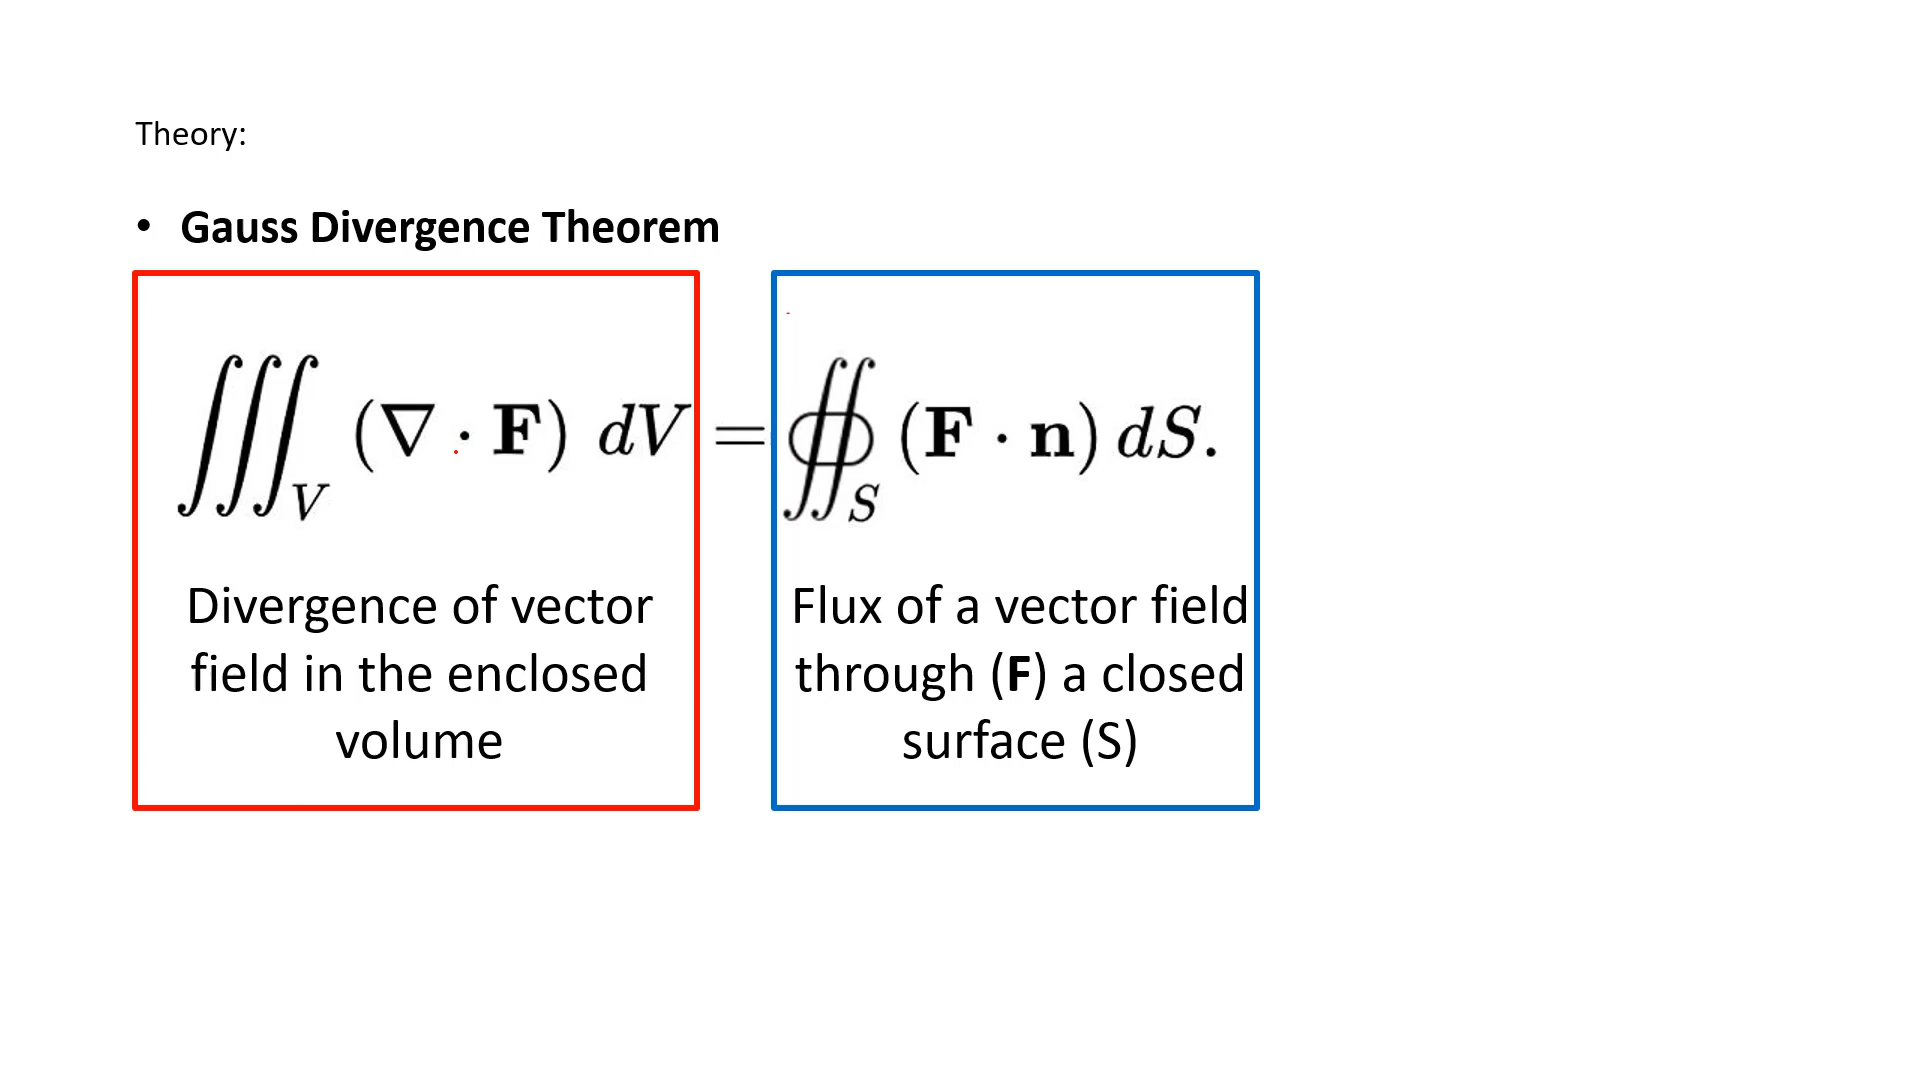 Theory:
• Gauss Divergence Theorem
∭_V (∇ · F) dV = ∯_S (F · n) dS.
Divergence of vector
field in the enclosed
volume
Flux of a vector field
through (F) a closed
surface (S)